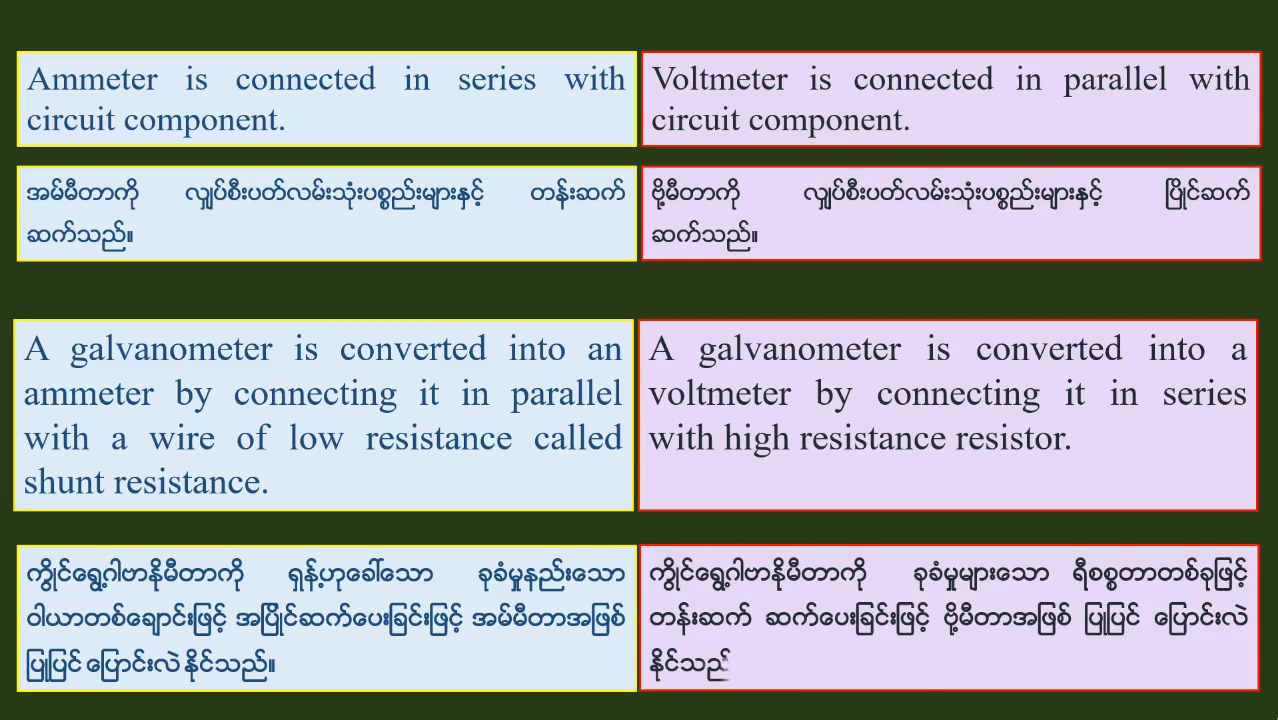 Ammeter is connected in series with
circuit component.
Voltmeter is connected in parallel with
circuit component.
အမ်မီတာကို လျှပ်စီးပတ်လမ်းသုံးပစ္စည်းများနှင့် တန်းဆက်
ဆက်သည်။
ဗို့မီတာကို လျှပ်စီးပတ်လမ်းသုံးပစ္စည်းများနှင့် ပြိုင်ဆက်
ဆက်သည်။
A galvanometer is converted into an
ammeter by connecting it in parallel
with a wire of low resistance called
shunt resistance.
A galvanometer is converted into a
voltmeter by connecting it in series
with high resistance resistor.
ကွိုင်ရွေ့ဂါဗာနိုမီတာကို ရှန့်ဟုခေါ်သော ခုခံမှုနည်းသော
ဝါယာတစ်ချောင်းဖြင့် အပြိုင်ဆက်ပေးခြင်းဖြင့် အမ်မီတာအဖြစ်
ပြုပြင် ပြောင်းလဲ နိုင်သည်။
ကွိုင်ရွေ့ဂါဗာနိုမီတာကို ခုခံမှုများသော ရီစစ္စတာတစ်ခုဖြင့်
တန်းဆက် ဆက်ပေးခြင်းဖြင့် ဗို့မီတာအဖြစ် ပြုပြင် ပြောင်းလဲ
နိုင်သည်